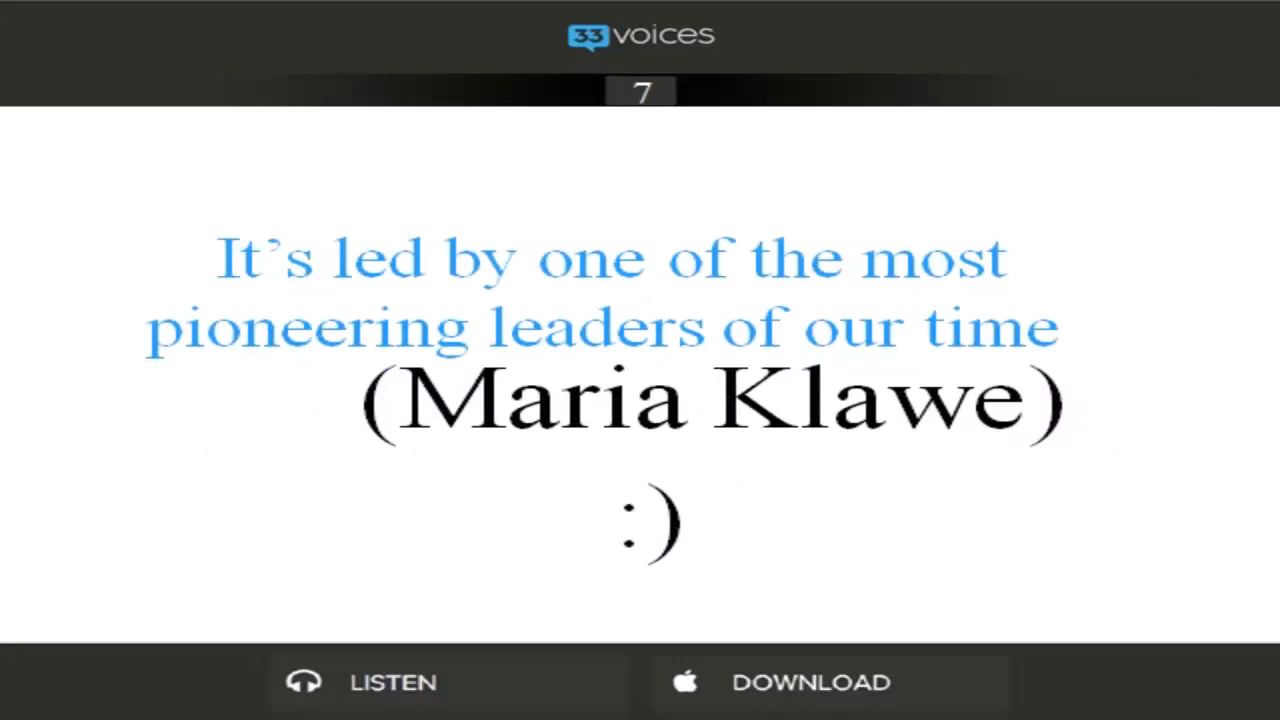 33voices
7
It’s led by one of the most
pioneering leaders of our time
(Maria Klawe)
:)
LISTEN
DOWNLOAD